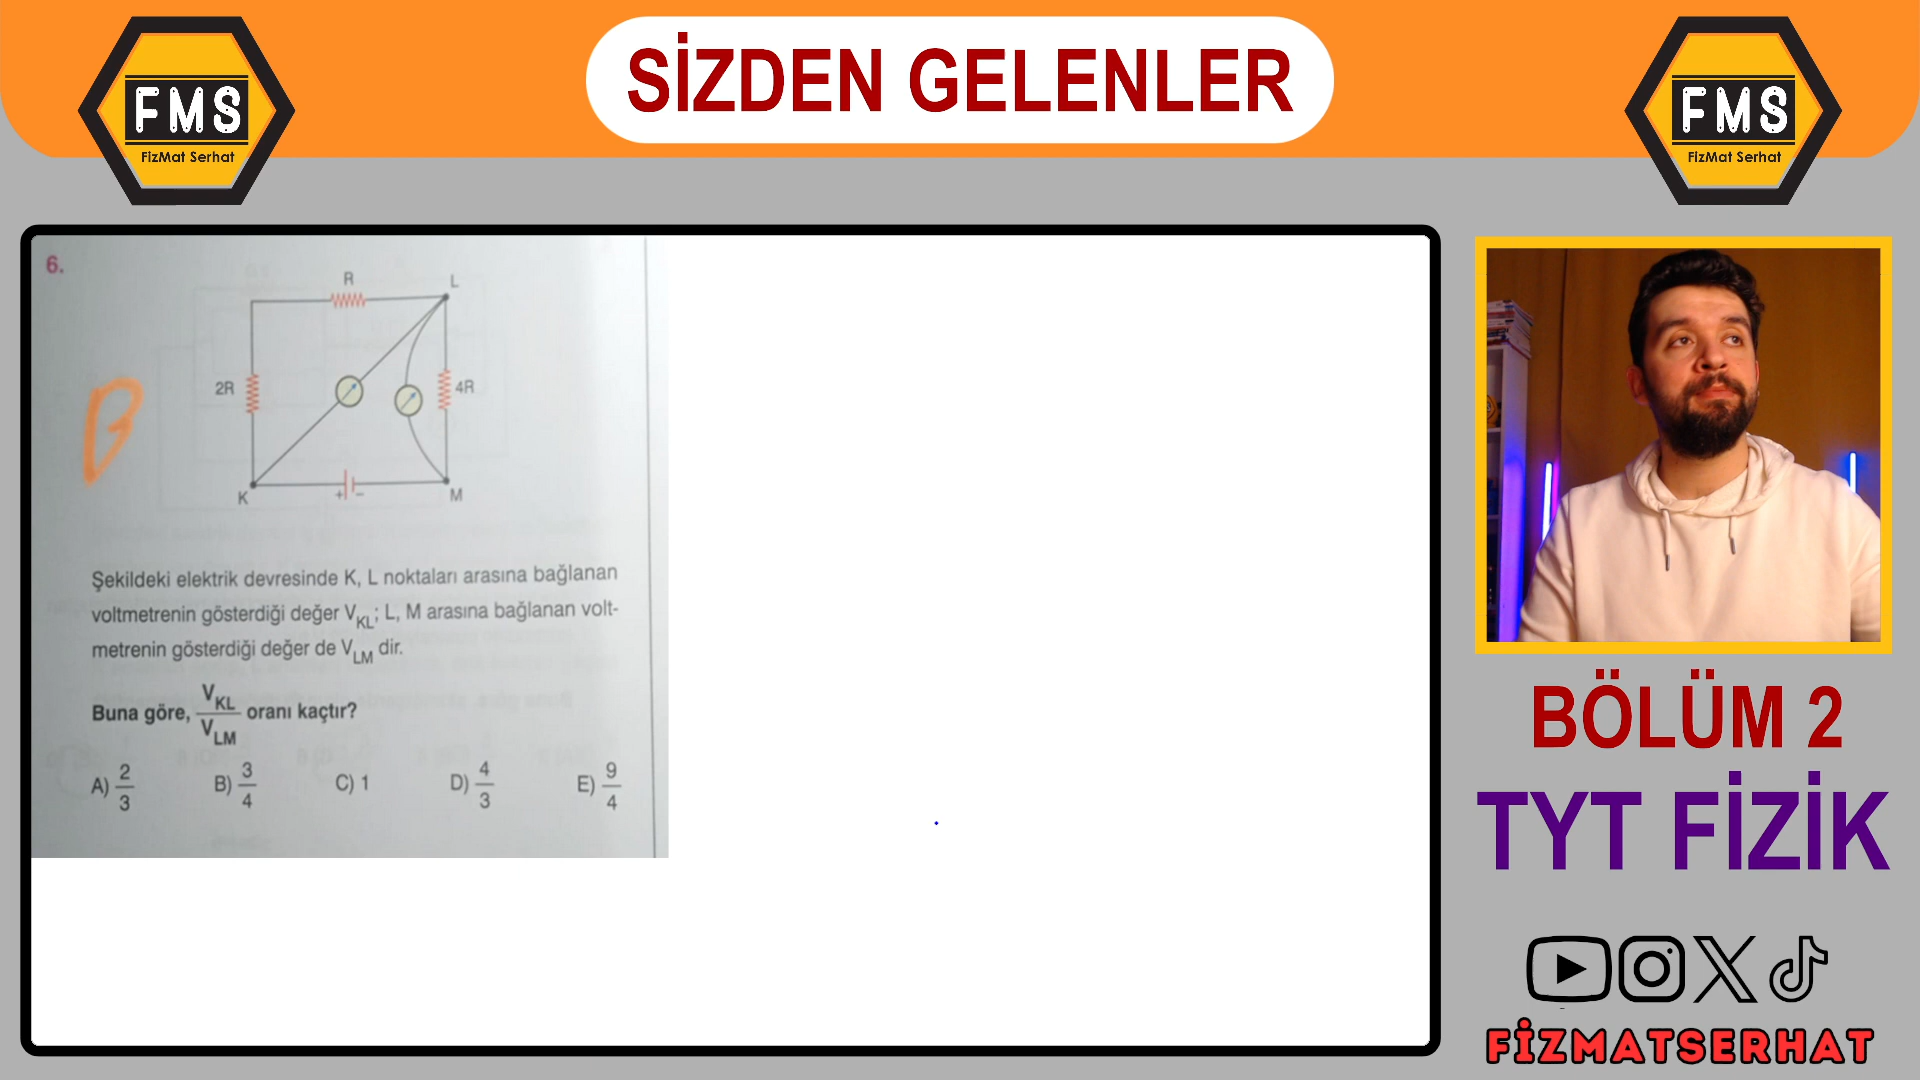 SİZDEN GELENLER
FMS
FizMat Serhat
FMS
FizMat Serhat
6.
R
L
2R
4R
K
+
-
M
B
Şekildeki elektrik devresinde K, L noktaları arasına bağlanan
voltmetrenin gösterdiği değer V_KL; L, M arasına bağlanan volt-
metrenin gösterdiği değer de V_LM dir.
Buna göre, V_KL / V_LM oranı kaçtır?
A) 2/3 B) 3/4 C) 1 D) 4/3 E) 9/4
BÖLÜM 2
TYT FİZİK
FİZMATSERHAT